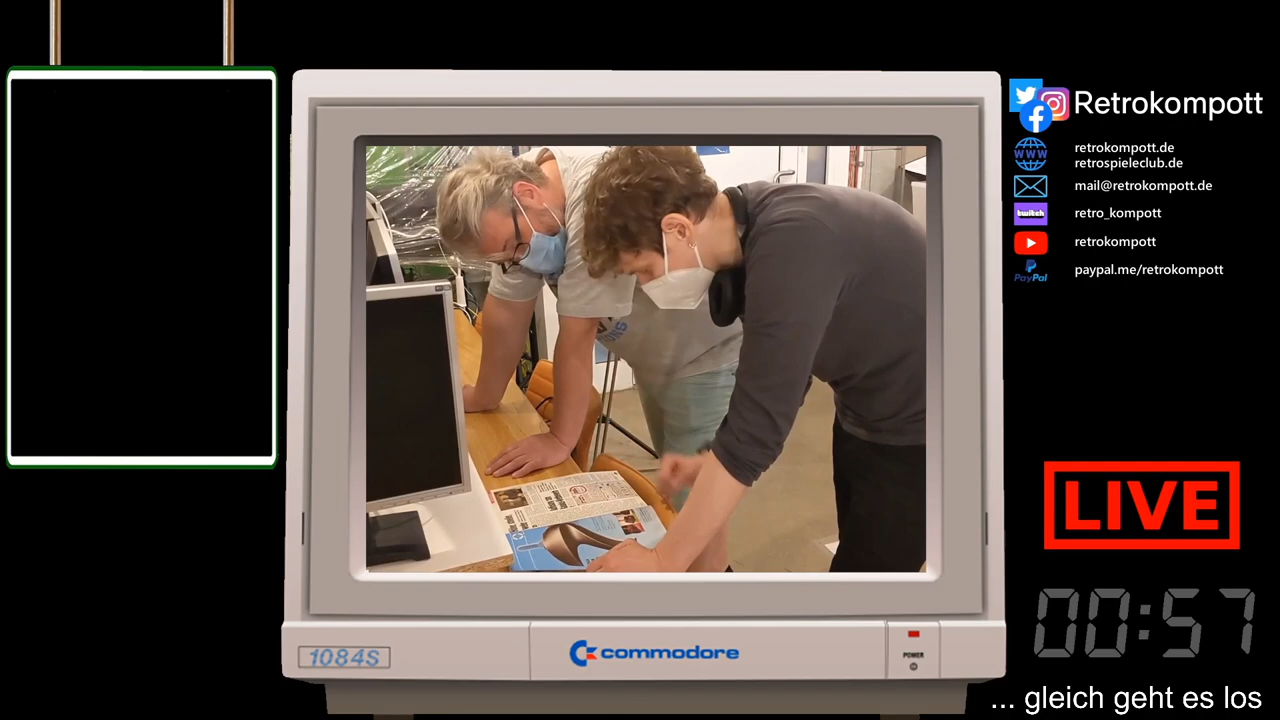 Retrokompott
WWW
retrokompott.de
retrospieleclub.de
mail@retrokompott.de
twitch
retro_kompott
retrokompott
PayPal
paypal.me/retrokompott
LIVE
00:57
1084S
commodore
POWER
... gleich geht es los